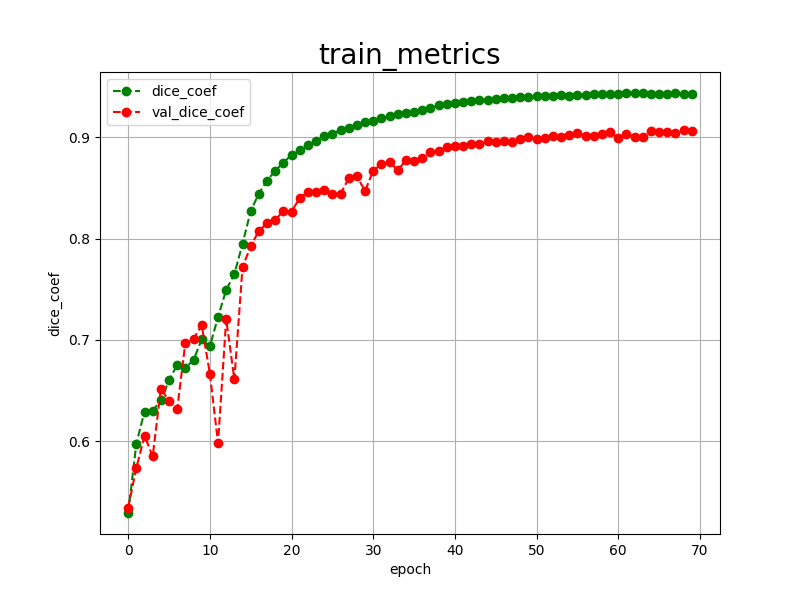 train_metrics
dice_coef
val_dice_coef
0.9
0.8
0.7
0.6
dice_coef
0 10 20 30 40 50 60 70
epoch